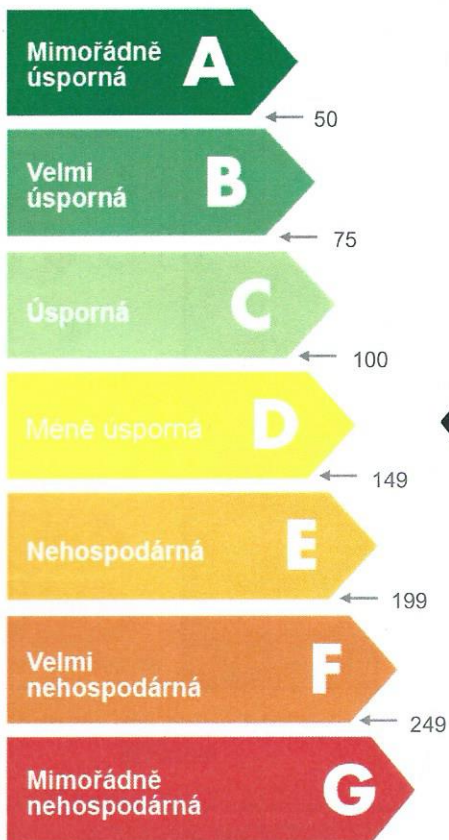 Mimořádně
úsporná
A
50
Velmi
úsporná
B
75
Úsporná
C
100
Méně úsporná
D
149
Nehospodárná
E
199
Velmi
nehospodárná
F
249
Mimořádně
nehospodárná
G